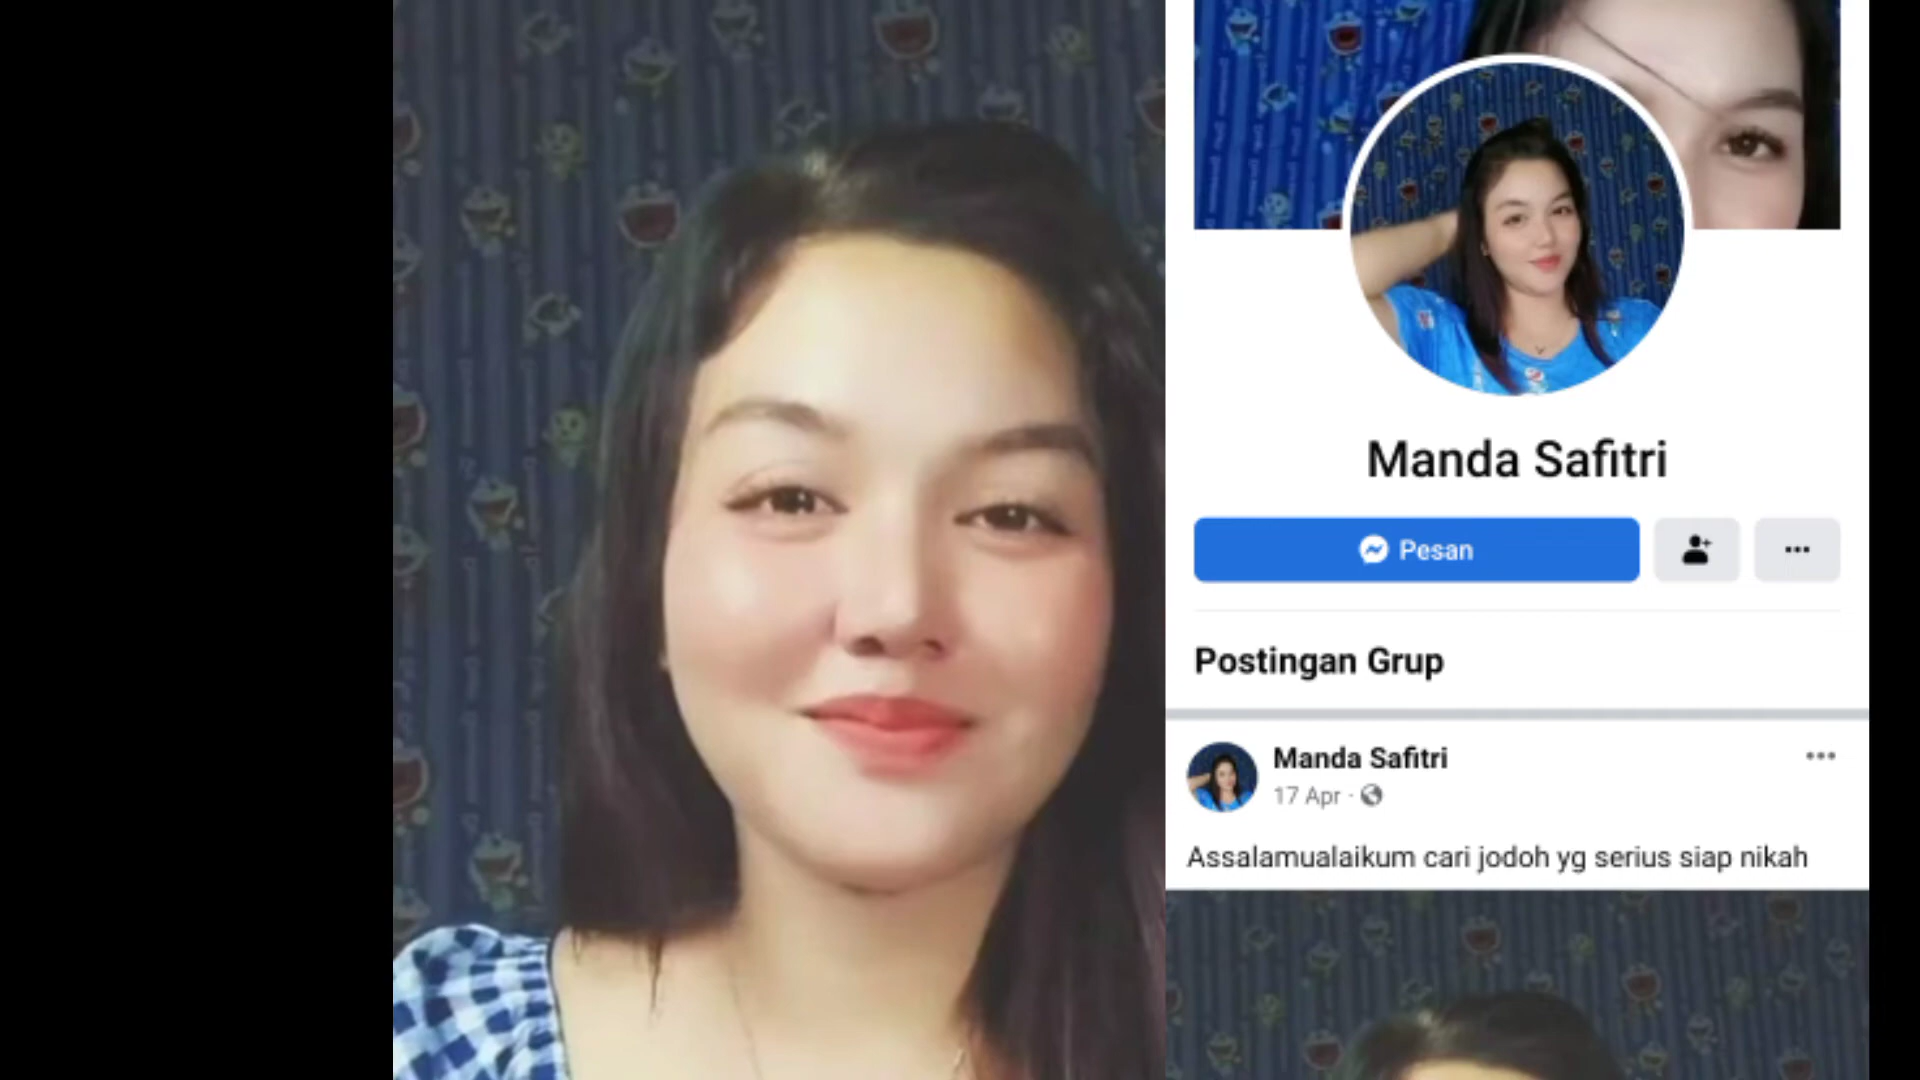 Manda Safitri
Pesan
Postingan Grup
Manda Safitri
17 Apr ·
Assalamualaikum cari jodoh yg serius siap nikah